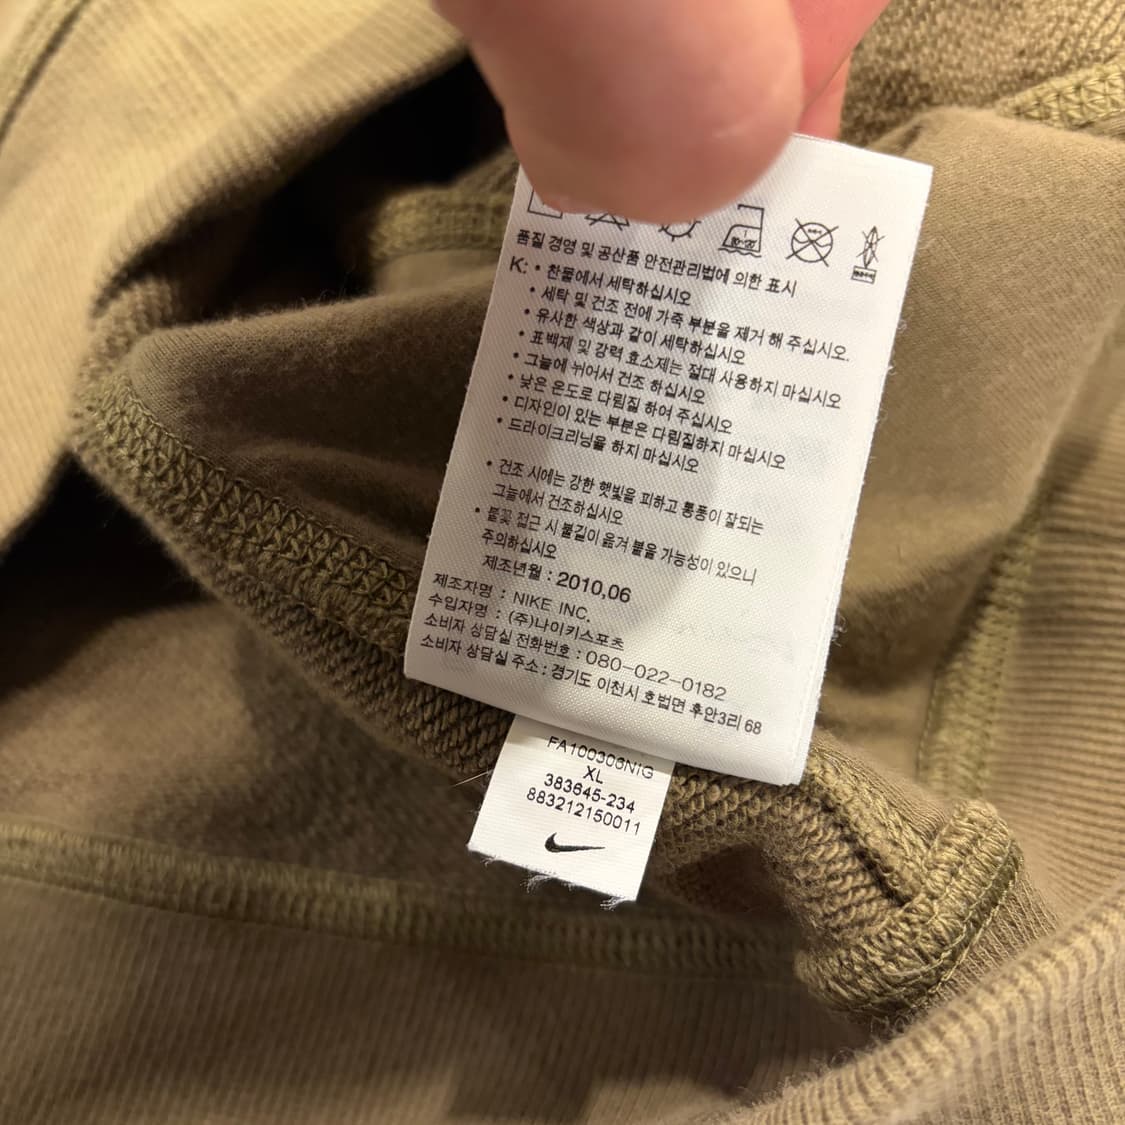 품질 경영 및 공산품 안전관리법에 의한 표시
K: • 찬물에서 세탁하십시오
• 세탁 및 건조 전에 가죽 부분을 제거 해 주십시오.
• 유사한 색상과 같이 세탁하십시오
• 표백제 및 강력 효소제는 절대 사용하지 마십시오
• 그늘에 뉘어서 건조 하십시오
• 낮은 온도로 다림질 하여 주십시오
• 디자인이 있는 부분은 다림질하지 마십시오
• 드라이크리닝을 하지 마십시오
• 건조 시에는 강한 햇빛을 피하고 통풍이 잘되는
그늘에서 건조하십시오
• 불꽃 접근 시 불길이 옮겨 붙을 가능성이 있으니
주의하십시오
제조년월 : 2010,06
제조자명 : NIKE INC.
수입자명 : (주)나이키스포츠
소비자 상담실 전화번호 : 080-022-0182
소비자 상담실 주소 : 경기도 이천시 호법면 후안3리 68
FA100306NIG
XL
383645-234
883212150011